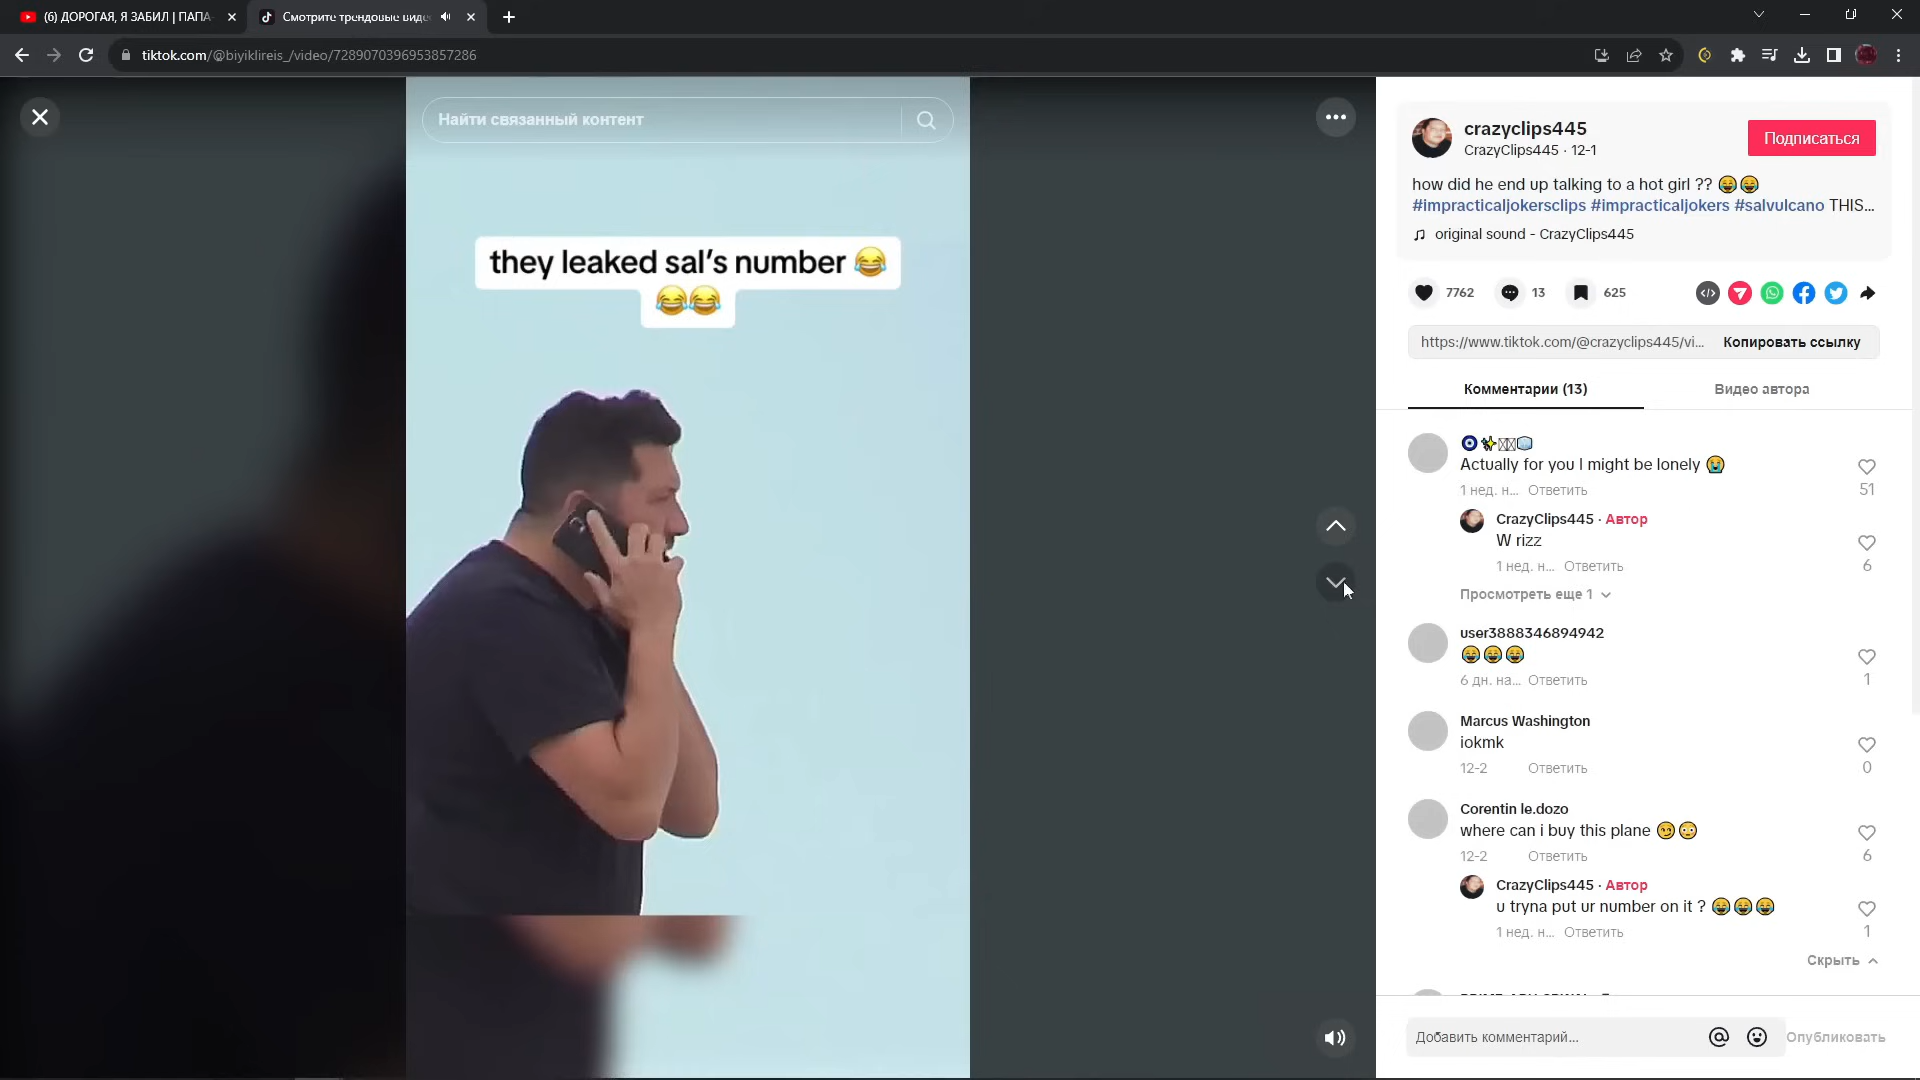 (6) ДОРОГАЯ, Я ЗАБИЛ | ПАПА-
Смотрите трендовые виде
tiktok.com/@biyiklireis_/video/7289070396953857286
Найти связанный контент
they leaked sal's number 😂
😂😂
crazyclips445
CrazyClips445 · 12-1
Подписаться
how did he end up talking to a hot girl ?? 😂😂
#impracticaljokersclips #impracticaljokers #salvulcano THIS...
original sound - CrazyClips445
7762
13
625
https://www.tiktok.com/@crazyclips445/vi...
Копировать ссылку
Комментарии (13)
Видео автора
🧿✨🧊
Actually for you I might be lonely 😭
1 нед. н... Ответить
51
CrazyClips445 · Автор
W rizz
1 нед. н... Ответить
6
Просмотреть еще 1
user3888346894942
😂😂😂
6 дн. на... Ответить
1
Marcus Washington
iokmk
12-2 Ответить
0
Corentin le.dozo
where can i buy this plane 😏😳
12-2 Ответить
6
CrazyClips445 · Автор
u tryna put ur number on it ? 😂😂😂
1 нед. н... Ответить
1
Скрыть
Добавить комментарий...
Опубликовать